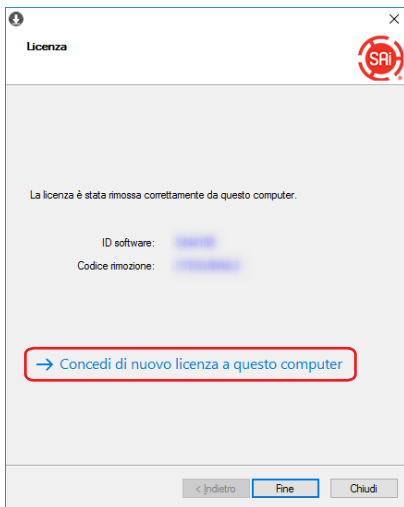 Licenza
SAi
La licenza è stata rimossa correttamente da questo computer.
ID software:
Codice rimozione:
→ Concedi di nuovo licenza a questo computer
< Indietro
Fine
Chiudi